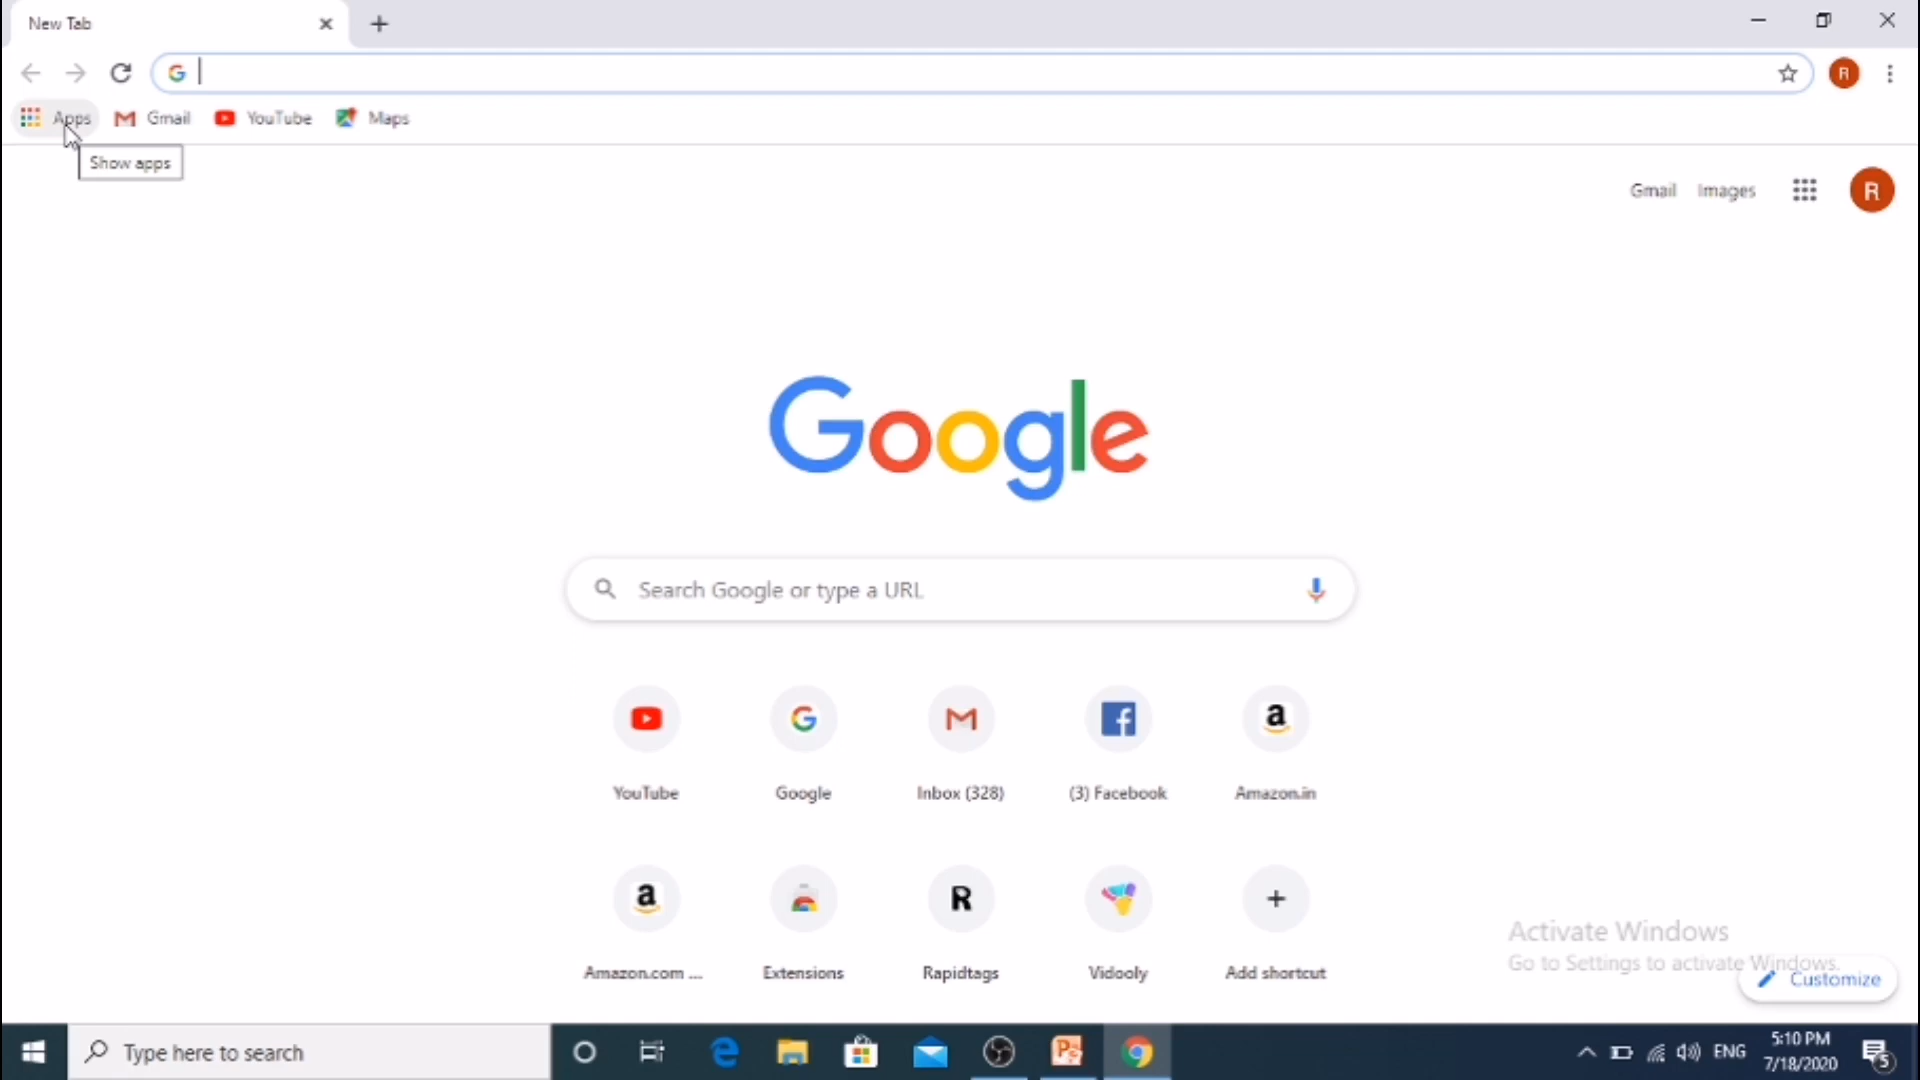 New Tab
Apps
Gmail
YouTube
Maps
Show apps
Gmail
Images
R
R
Google
Search Google or type a URL
YouTube
Google
Inbox (328)
(3) Facebook
Amazon.in
Amazon.com ...
Extensions
Rapidtags
Vidooly
Add shortcut
Activate Windows
Go to Settings to activate Windows.
Customize
Type here to search
ENG
5:10 PM
7/18/2020
5